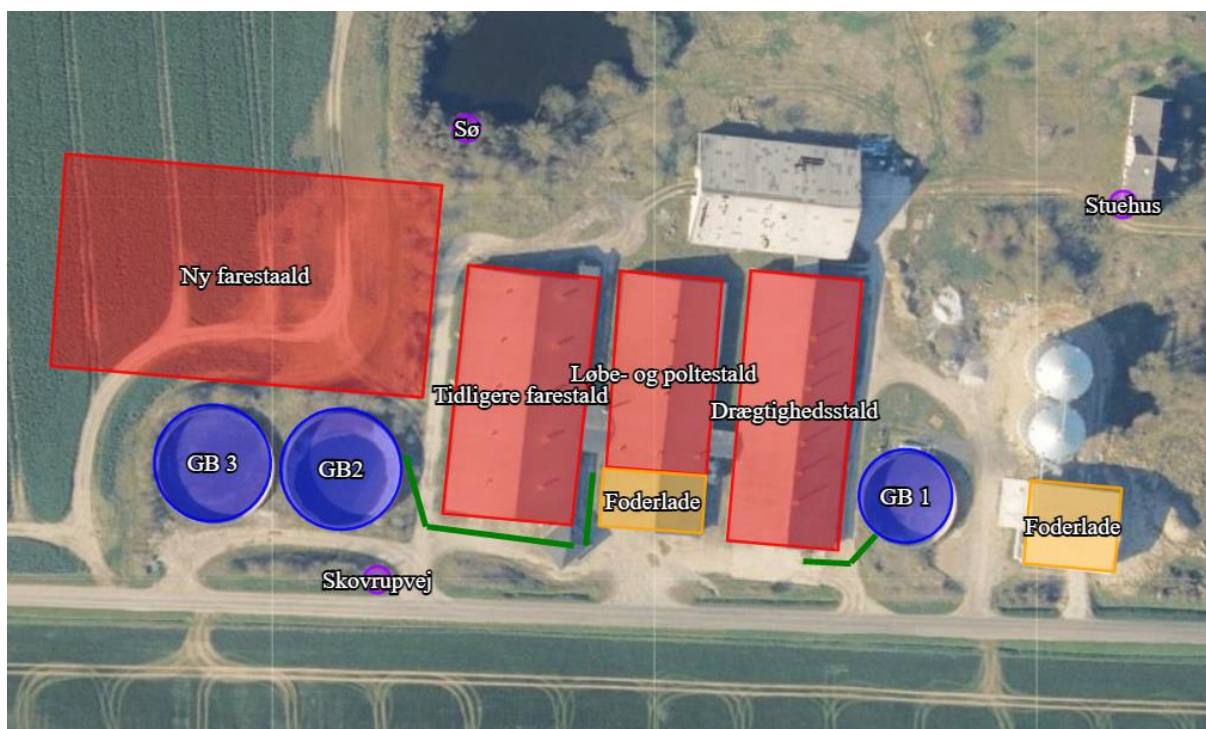 Sø
Stuehus
Ny farestaald
Løbe- og poltestald
Tidligere farestald
Drægtighedsstald
GB 3
GB2
GB 1
Foderlade
Foderlade
Skovrupvej